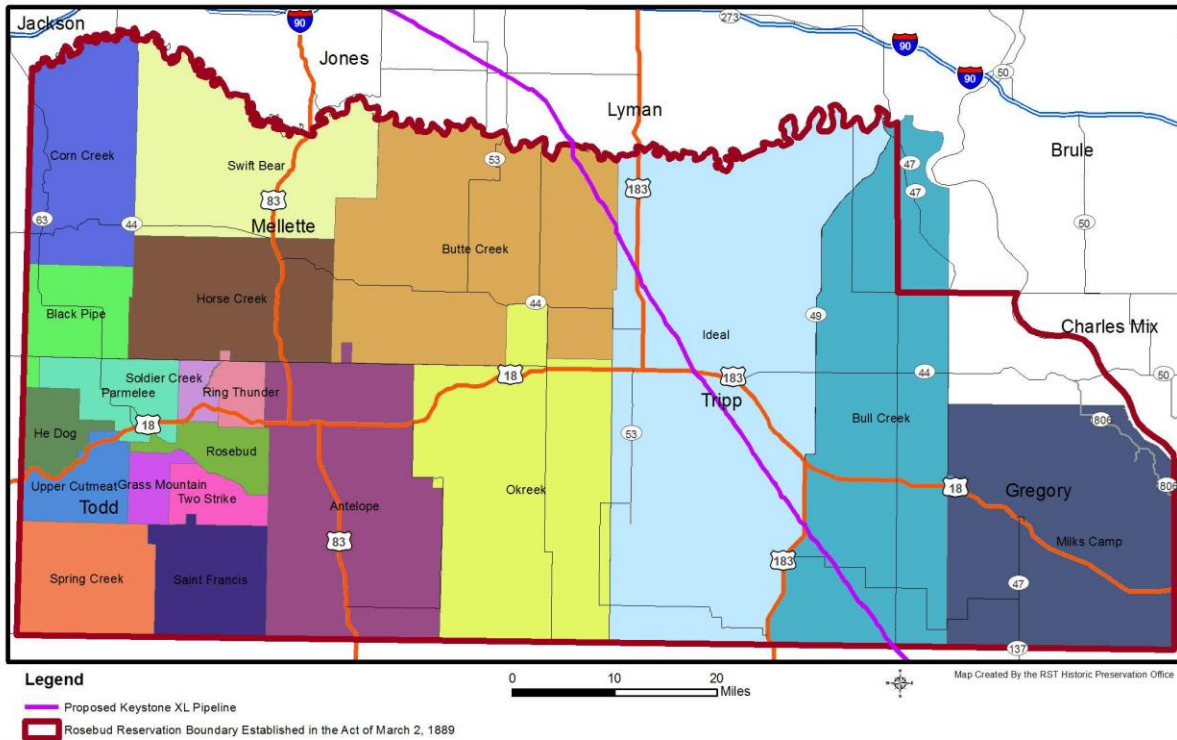 Jackson
90
273
Jones
90
Lyman
90
50
Corn Creek
Brule
Swift Bear
53
47
183
47
83
63
44
Mellette
50
Butte Creek
Horse Creek
44
Black Pipe
49
Ideal
Charles Mix
Soldier Creek
18
183
44
50
Parmelee
Ring Thunder
Tripp
18
Bull Creek
806
He Dog
53
Rosebud
Upper Cutmeat
Grass Mountain
Okreek
18
806
Two Strike
Gregory
Todd
Antelope
83
Milks Camp
183
Spring Creek
Saint Francis
47
137
Legend
Proposed Keystone XL Pipeline
Rosebud Reservation Boundary Established in the Act of March 2, 1889
0 10 20
Miles
Map Created By the RST Historic Preservation Office